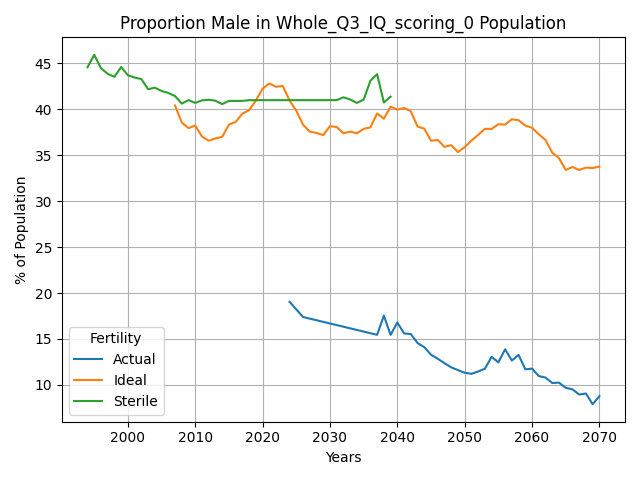 Proportion Male in Whole_Q3_IQ_scoring_0 Population
% of Population
45
40
35
30
25
20
15
10
Fertility
Actual
Ideal
Sterile
2000 2010 2020 2030 2040 2050 2060 2070
Years